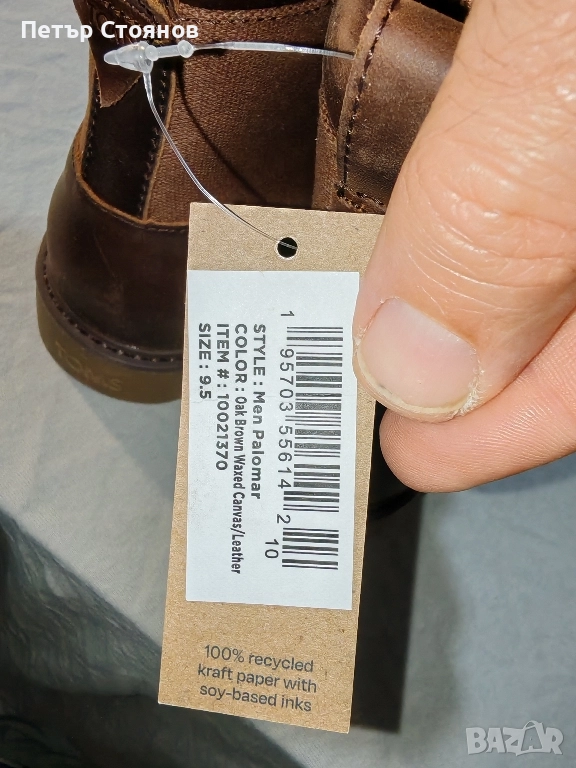 Петър Стоянов
STYLE : Men Palomar
COLOR : Oak Brown Waxed Canvas/Leather
ITEM # : 10021370
SIZE : 9.5
1 95703 55614 2 10
100% recycled
kraft paper with
soy-based inks
TOMS
BAZAR